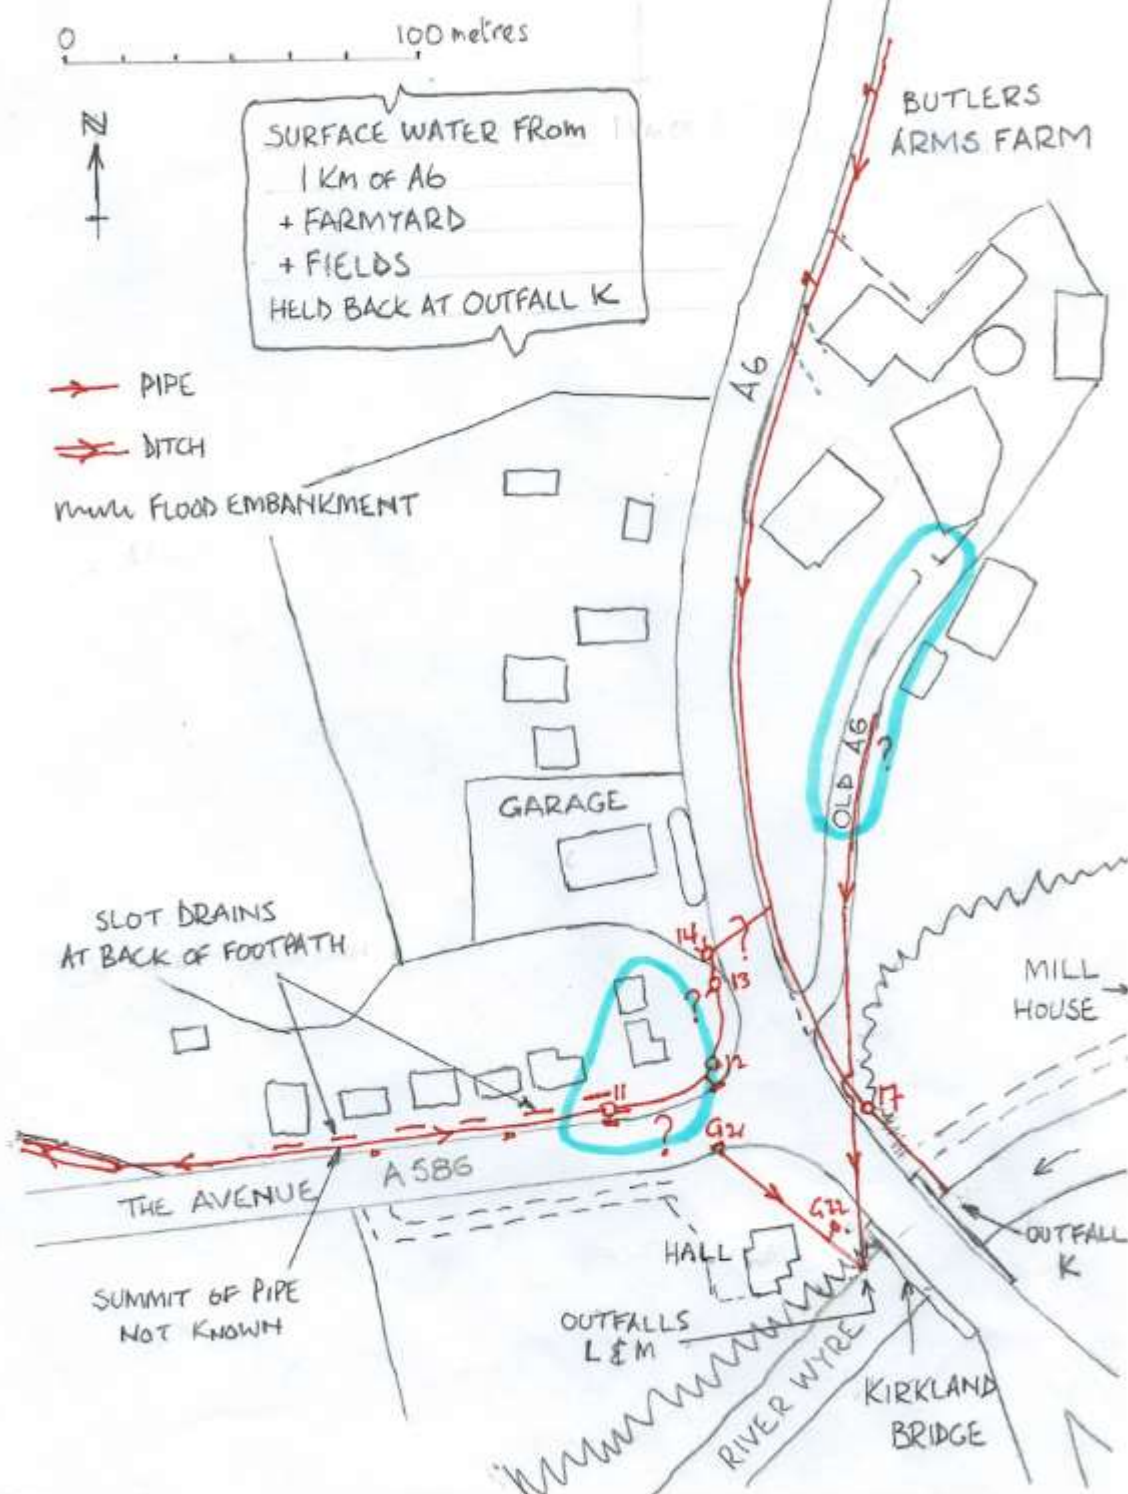 0 100 metres
N
SURFACE WATER FROM
1 KM OF A6
+ FARMYARD
+ FIELDS
HELD BACK AT OUTFALL K
BUTLERS
ARMS FARM
PIPE
DITCH
FLOOD EMBANKMENT
A6
OLD A6
?
GARAGE
SLOT DRAINS
AT BACK OF FOOTPATH
14
?
13
?
12
11
?
G21
17
MILL
HOUSE
THE AVENUE
A586
G22
HALL
OUTFALL
K
SUMMIT OF PIPE
NOT KNOWN
OUTFALLS
L & M
RIVER WYRE
KIRKLAND
BRIDGE